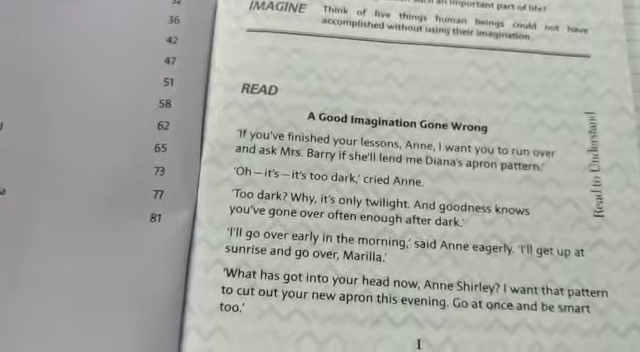 36
42
47
51
58
62
65
73
77
81
such an important part of life?
IMAGINE Think of five things human beings could not have
accomplished without using their imagination.
READ
A Good Imagination Gone Wrong
'If you've finished your lessons, Anne, I want you to run over
and ask Mrs. Barry if she'll lend me Diana's apron pattern.'
'Oh—it's—it's too dark,' cried Anne.
'Too dark? Why, it's only twilight. And goodness knows
you've gone over often enough after dark.'
'I'll go over early in the morning,' said Anne eagerly. 'I'll get up at
sunrise and go over, Marilla.'
'What has got into your head now, Anne Shirley? I want that pattern
to cut out your new apron this evening. Go at once and be smart
too.'
Read to Understand
1